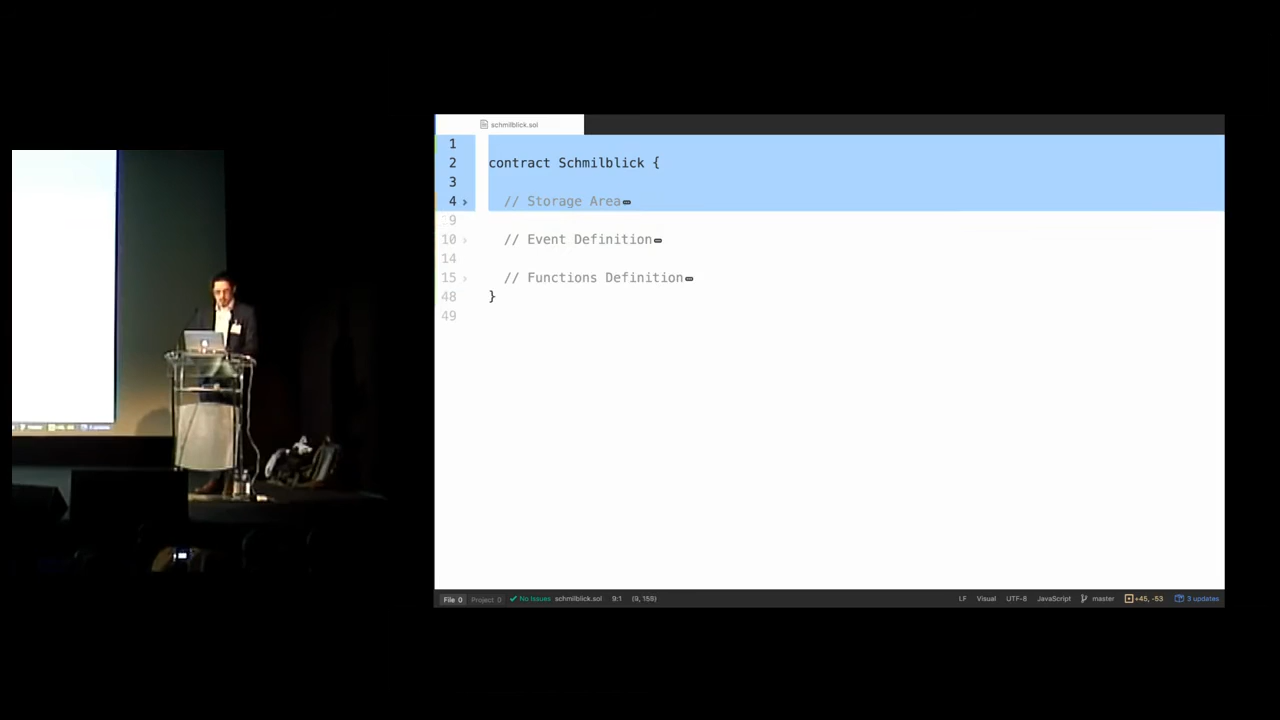 schmilblick.sol
1
2 contract Schmilblick {
3
4 // Storage Area
9
10 // Event Definition
14
15 // Functions Definition
48 }
49
File 0 Project 0 No Issues schmilblick.sol 9:1 (9, 159) LF Visual UTF-8 JavaScript master +45, -53 3 updates